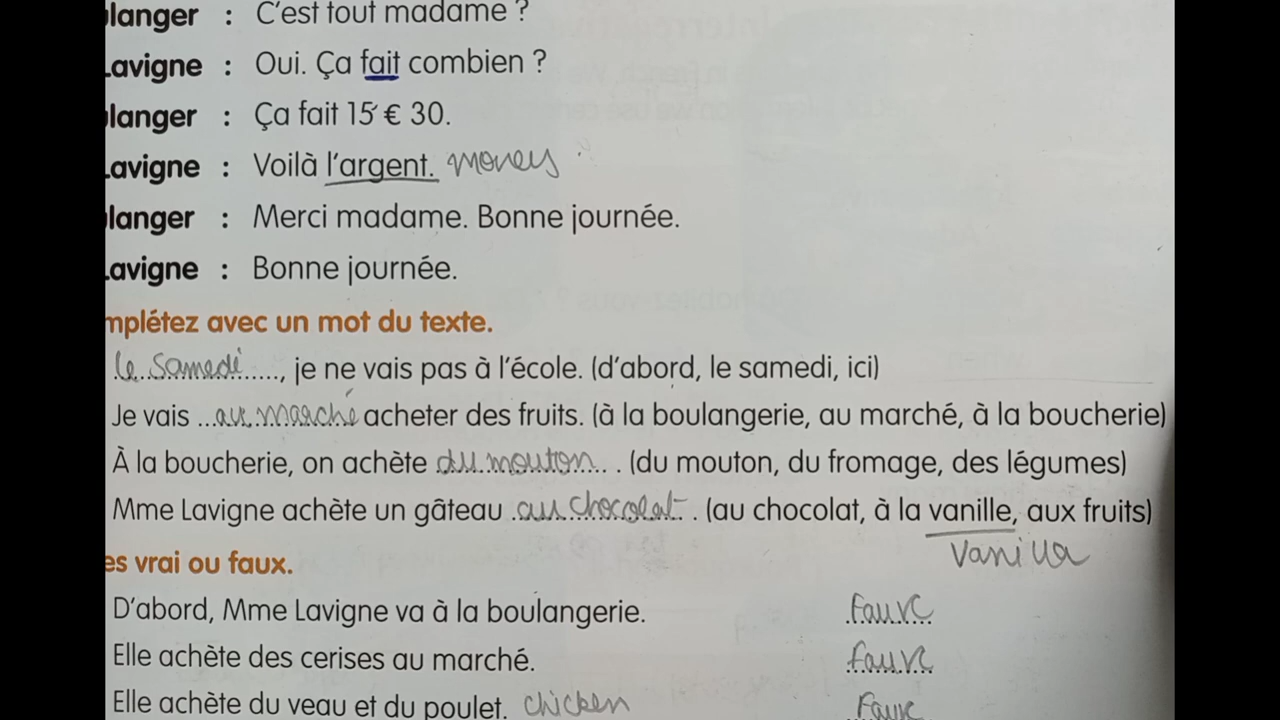 langer : C'est tout madame ?
Lavigne : Oui. Ça fait combien ?
langer : Ça fait 15 € 30.
Lavigne : Voilà l'argent. money
langer : Merci madame. Bonne journée.
Lavigne : Bonne journée.
mplétez avec un mot du texte.
le samedi, je ne vais pas à l'école. (d'abord, le samedi, ici)
Je vais au marché acheter des fruits. (à la boulangerie, au marché, à la boucherie)
À la boucherie, on achète du mouton. (du mouton, du fromage, des légumes)
Mme Lavigne achète un gâteau au chocolat. (au chocolat, à la vanille, aux fruits)
vanilla
es vrai ou faux.
D'abord, Mme Lavigne va à la boulangerie. Faux
Elle achète des cerises au marché. faux
Elle achète du veau et du poulet. chicken Faux